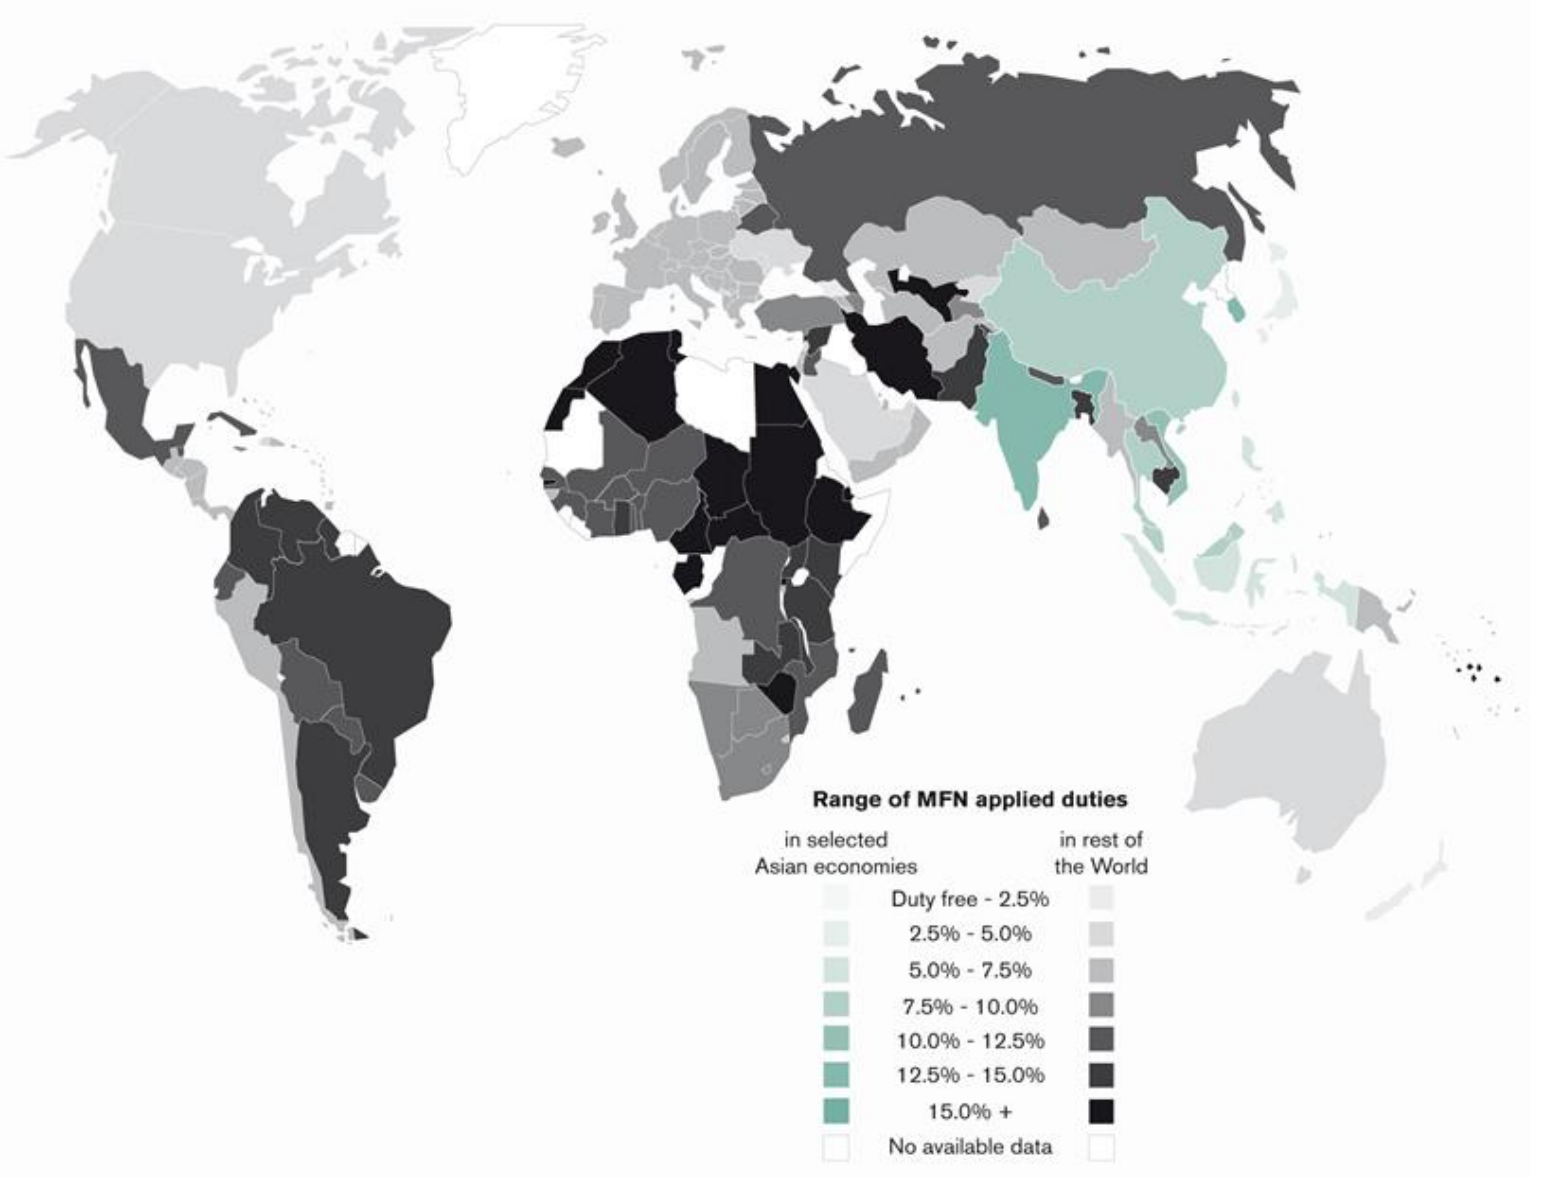 Range of MFN applied duties
in selected
Asian economies
in rest of
the World
Duty free - 2.5%
2.5% - 5.0%
5.0% - 7.5%
7.5% - 10.0%
10.0% - 12.5%
12.5% - 15.0%
15.0% +
No available data